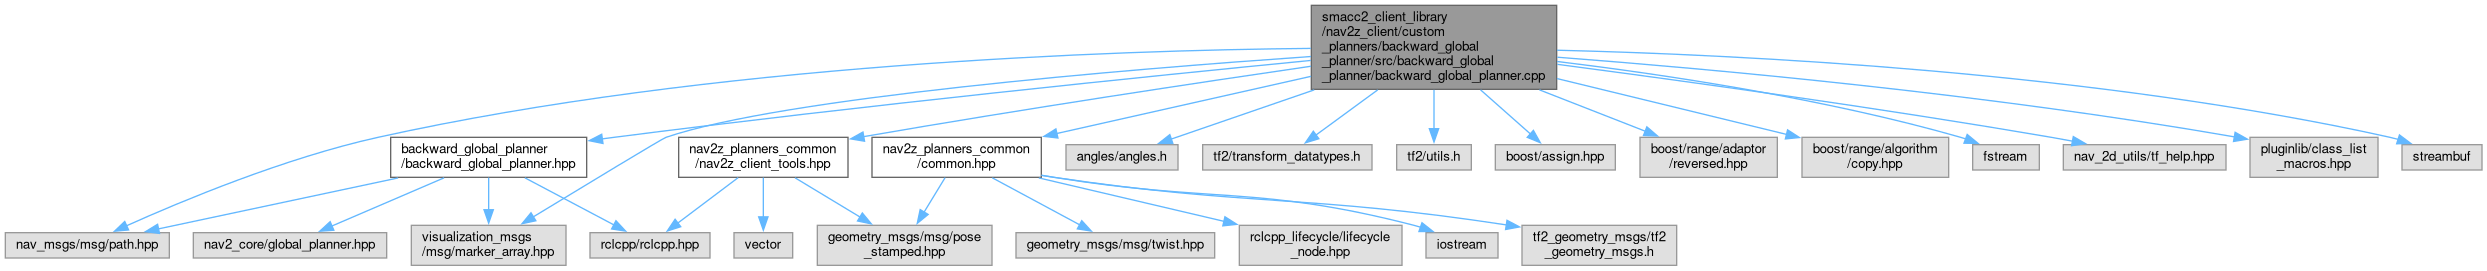 smacc2_client_library
/nav2z_client/custom
_planners/backward_global
_planner/src/backward_global
_planner/backward_global_planner.cpp
backward_global_planner
/backward_global_planner.hpp
nav2z_planners_common
/nav2z_client_tools.hpp
nav2z_planners_common
/common.hpp
angles/angles.h
tf2/transform_datatypes.h
tf2/utils.h
boost/assign.hpp
boost/range/adaptor
/reversed.hpp
boost/range/algorithm
/copy.hpp
fstream
nav_2d_utils/tf_help.hpp
pluginlib/class_list
_macros.hpp
streambuf
nav_msgs/msg/path.hpp
nav2_core/global_planner.hpp
visualization_msgs
/msg/marker_array.hpp
rclcpp/rclcpp.hpp
vector
geometry_msgs/msg/pose
_stamped.hpp
geometry_msgs/msg/twist.hpp
rclcpp_lifecycle/lifecycle
_node.hpp
iostream
tf2_geometry_msgs/tf2
_geometry_msgs.h